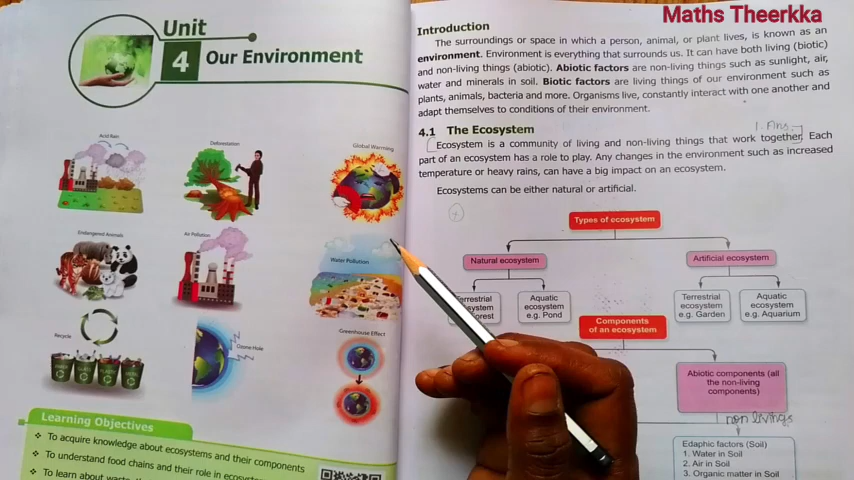 Unit
4 Our Environment
Acid Rain
Deforestation
Global Warming
Endangered Animals
Air Pollution
Water Pollution
Recycle
Ozone Hole
Greenhouse Effect
Learning Objectives
To acquire knowledge about ecosystems and their components
To understand food chains and their role in
To learn about
Maths Theerkka
Introduction
The surroundings or space in which a person, animal, or plant lives, is known as an
environment. Environment is everything that surrounds us. It can have both living (biotic)
and non-living things (abiotic). Abiotic factors are non-living things such as sunlight, air,
water and minerals in soil. Biotic factors are living things of our environment such as
plants, animals, bacteria and more. Organisms live, constantly interact with one another and
adapt themselves to conditions of their environment.
4.1 The Ecosystem
Ecosystem is a community of living and non-living things that work together. Each
part of an ecosystem has a role to play. Any changes in the environment such as increased
temperature or heavy rains, can have a big impact on an ecosystem.
Ecosystems can be either natural or artificial.
Types of ecosystem
Natural ecosystem
Artificial ecosystem
Terrestrial
ecosystem
Aquatic
ecosystem
e.g. Pond
Terrestrial
ecosystem
e.g. Garden
Aquatic
ecosystem
e.g. Aquarium
Components
of an ecosystem
Abiotic components (all
the non-living
components)
non livings
Edaphic factors (Soil)
1. Water in Soil
2. Air in Soil
3. Organic matter in Soil